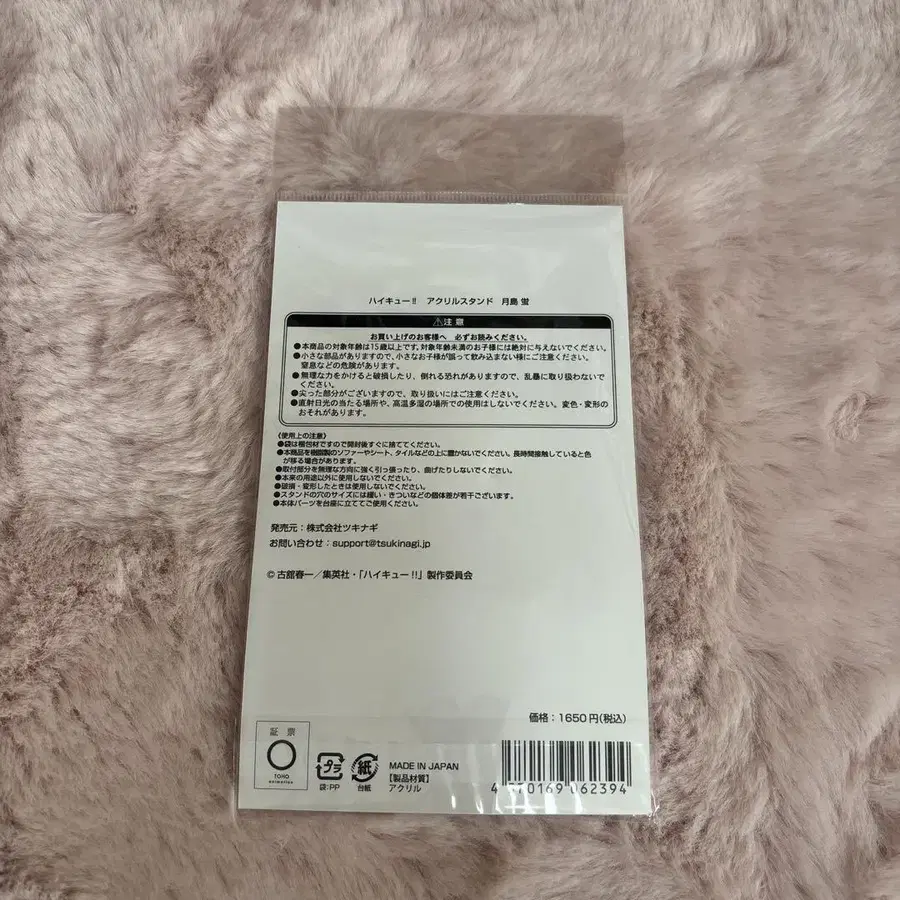 ハイキュー!! アクリルスタンド 月島 蛍
⚠注 意
お買い上げのお客様へ 必ずお読みください。
●本商品の対象年齢は15歳以上です。対象年齢未満のお子様には絶対に与えないでください。
●小さな部品がありますので、小さなお子様が誤って飲み込まない様にご注意ください。
窒息などの危険があります。
●無理な力をかけると破損したり、倒れる恐れがありますので、乱暴に取り扱わないで
ください。
●尖った部分がございますので、取り扱いにはご注意ください。
●直射日光の当たる場所や、高温多湿の場所での使用はしないでください。変色・変形の
おそれがあります。
〈使用上の注意〉
●袋は梱包材ですので開封後すぐに捨ててください。
●本商品を樹脂製のソファーやシート、タイルなどの上に置かないでください。長時間接触していると色
が移る場合があります。
●取付部分を無理な方向に強く引っ張ったり、曲げたりしないでください。
●本来の用途以外に使用しないでください。
●破損・変形したときは使用しないでください。
●スタンドの穴のサイズには緩い・きついなどの個体差が若干ございます。
●本体パーツを台座に立ててご使用ください。
発売元：株式会社ツキナギ
お問い合わせ：support@tsukinagi.jp
© 古舘春一／集英社・「ハイキュー!!」製作委員会
価格：1650円(税込)
証 票
TOHO
animation
プラ
袋:PP
紙
台紙
MADE IN JAPAN
【製品材質】
アクリル
4 570169 062394